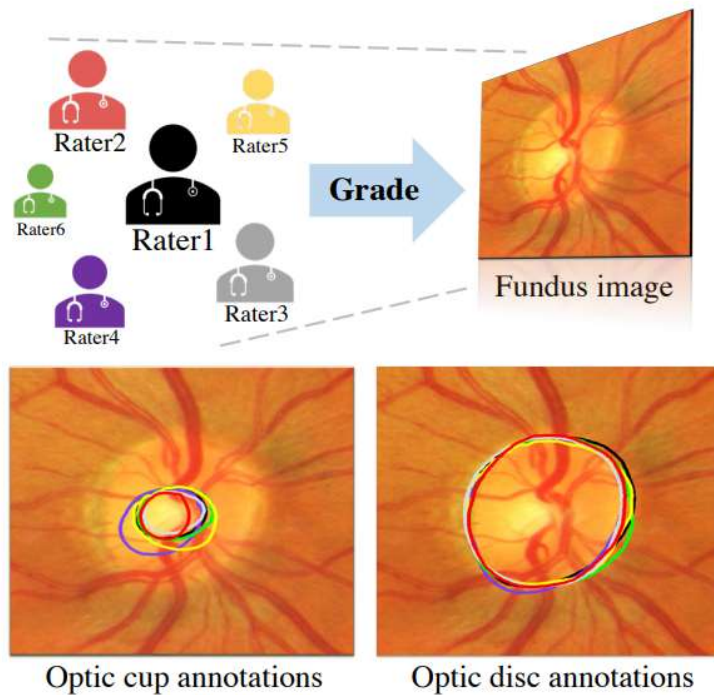 Rater2
Rater5
Rater6
Rater1
Grade
Rater4
Rater3
Fundus image
Optic cup annotations
Optic disc annotations